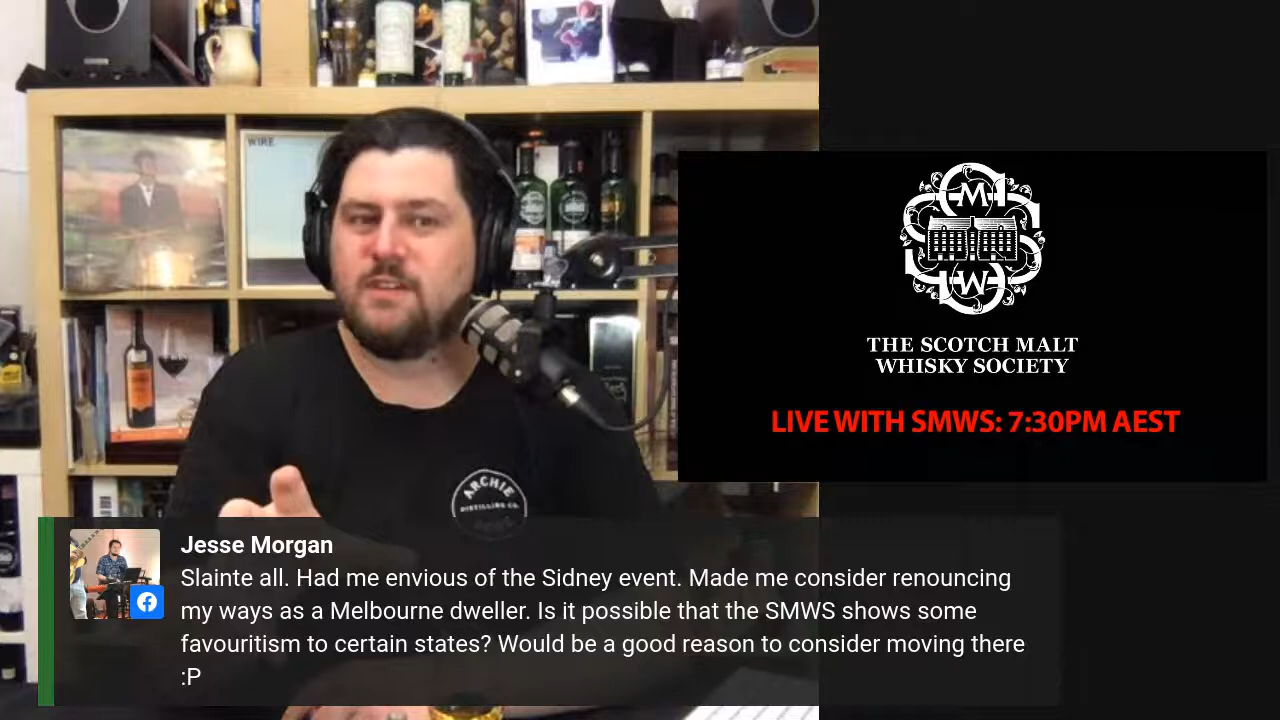 WIRE
M
W
THE SCOTCH MALT
WHISKY SOCIETY
LIVE WITH SMWS: 7:30PM AEST
ARCHIE
DISTILLING CO.
Jesse Morgan
Slainte all. Had me envious of the Sidney event. Made me consider renouncing
my ways as a Melbourne dweller. Is it possible that the SMWS shows some
favouritism to certain states? Would be a good reason to consider moving there
:P